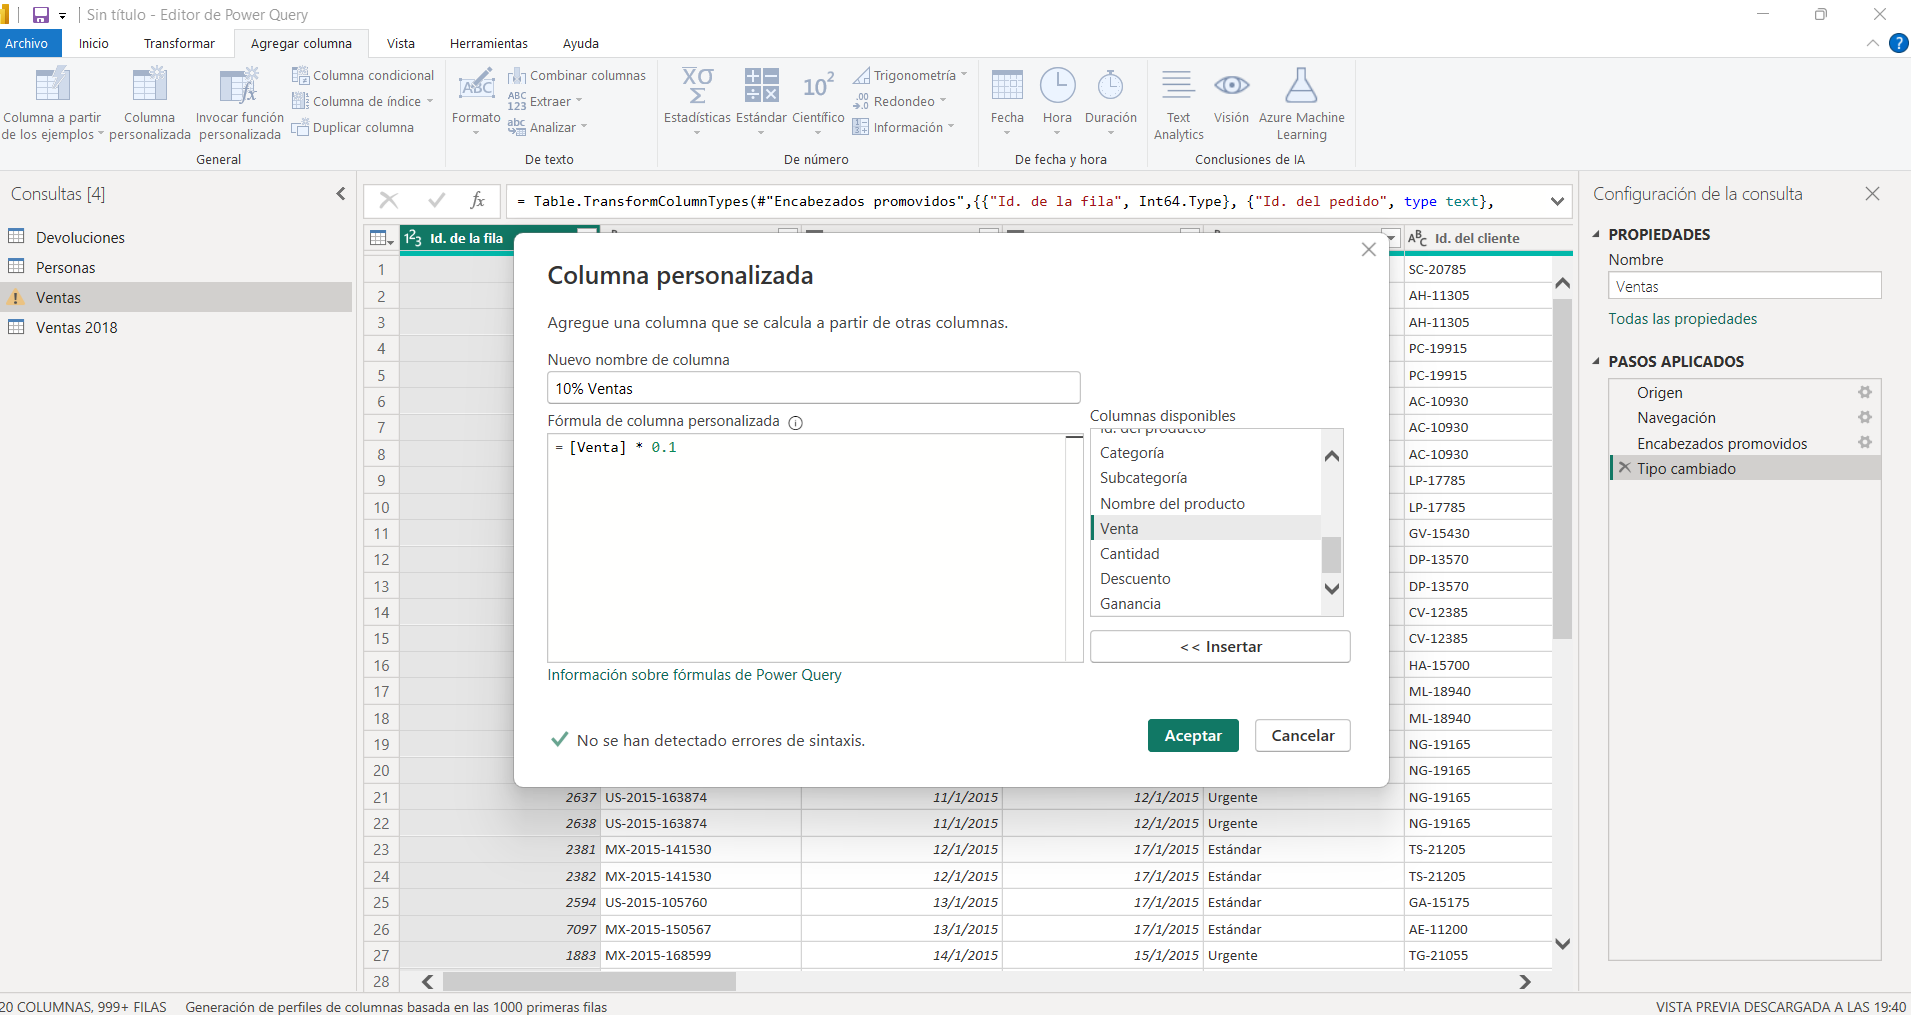 Sin título - Editor de Power Query
Archivo
Inicio
Transformar
Agregar columna
Vista
Herramientas
Ayuda
Columna a partir de los ejemplos
Columna personalizada
Invocar función personalizada
Columna condicional
Columna de índice
Duplicar columna
General
Formato
Combinar columnas
Extraer
Analizar
De texto
Estadísticas
Estándar
Científico
Trigonometría
Redondeo
Información
De número
Fecha
Hora
Duración
De fecha y hora
Text Analytics
Visión
Azure Machine Learning
Conclusiones de IA
Consultas [4]
Devoluciones
Personas
Ventas
Ventas 2018
= Table.TransformColumnTypes(#"Encabezados promovidos",{{"Id. de la fila", Int64.Type}, {"Id. del pedido", type text},
Id. de la fila
Id. del cliente
1 SC-20785
2 AH-11305
3 AH-11305
4 PC-19915
5 PC-19915
6 AC-10930
7 AC-10930
8 AC-10930
9 LP-17785
10 LP-17785
11 GV-15430
12 DP-13570
13 DP-13570
14 CV-12385
15 CV-12385
16 HA-15700
17 ML-18940
18 ML-18940
19 NG-19165
20 NG-19165
21 2637 US-2015-163874 11/1/2015 12/1/2015 Urgente NG-19165
22 2638 US-2015-163874 11/1/2015 12/1/2015 Urgente NG-19165
23 2381 MX-2015-141530 12/1/2015 17/1/2015 Estándar TS-21205
24 2382 MX-2015-141530 12/1/2015 17/1/2015 Estándar TS-21205
25 2594 US-2015-105760 13/1/2015 17/1/2015 Estándar GA-15175
26 7097 MX-2015-150567 13/1/2015 17/1/2015 Estándar AE-11200
27 1883 MX-2015-168599 14/1/2015 15/1/2015 Urgente TG-21055
28
Columna personalizada
Agregue una columna que se calcula a partir de otras columnas.
Nuevo nombre de columna
10% Ventas
Fórmula de columna personalizada
= [Venta] * 0.1
Columnas disponibles
Id. del producto
Categoría
Subcategoría
Nombre del producto
Venta
Cantidad
Descuento
Ganancia
<< Insertar
Información sobre fórmulas de Power Query
No se han detectado errores de sintaxis.
Aceptar
Cancelar
Configuración de la consulta
PROPIEDADES
Nombre
Ventas
Todas las propiedades
PASOS APLICADOS
Origen
Navegación
Encabezados promovidos
Tipo cambiado
20 COLUMNAS, 999+ FILAS
Generación de perfiles de columnas basada en las 1000 primeras filas
VISTA PREVIA DESCARGADA A LAS 19:40